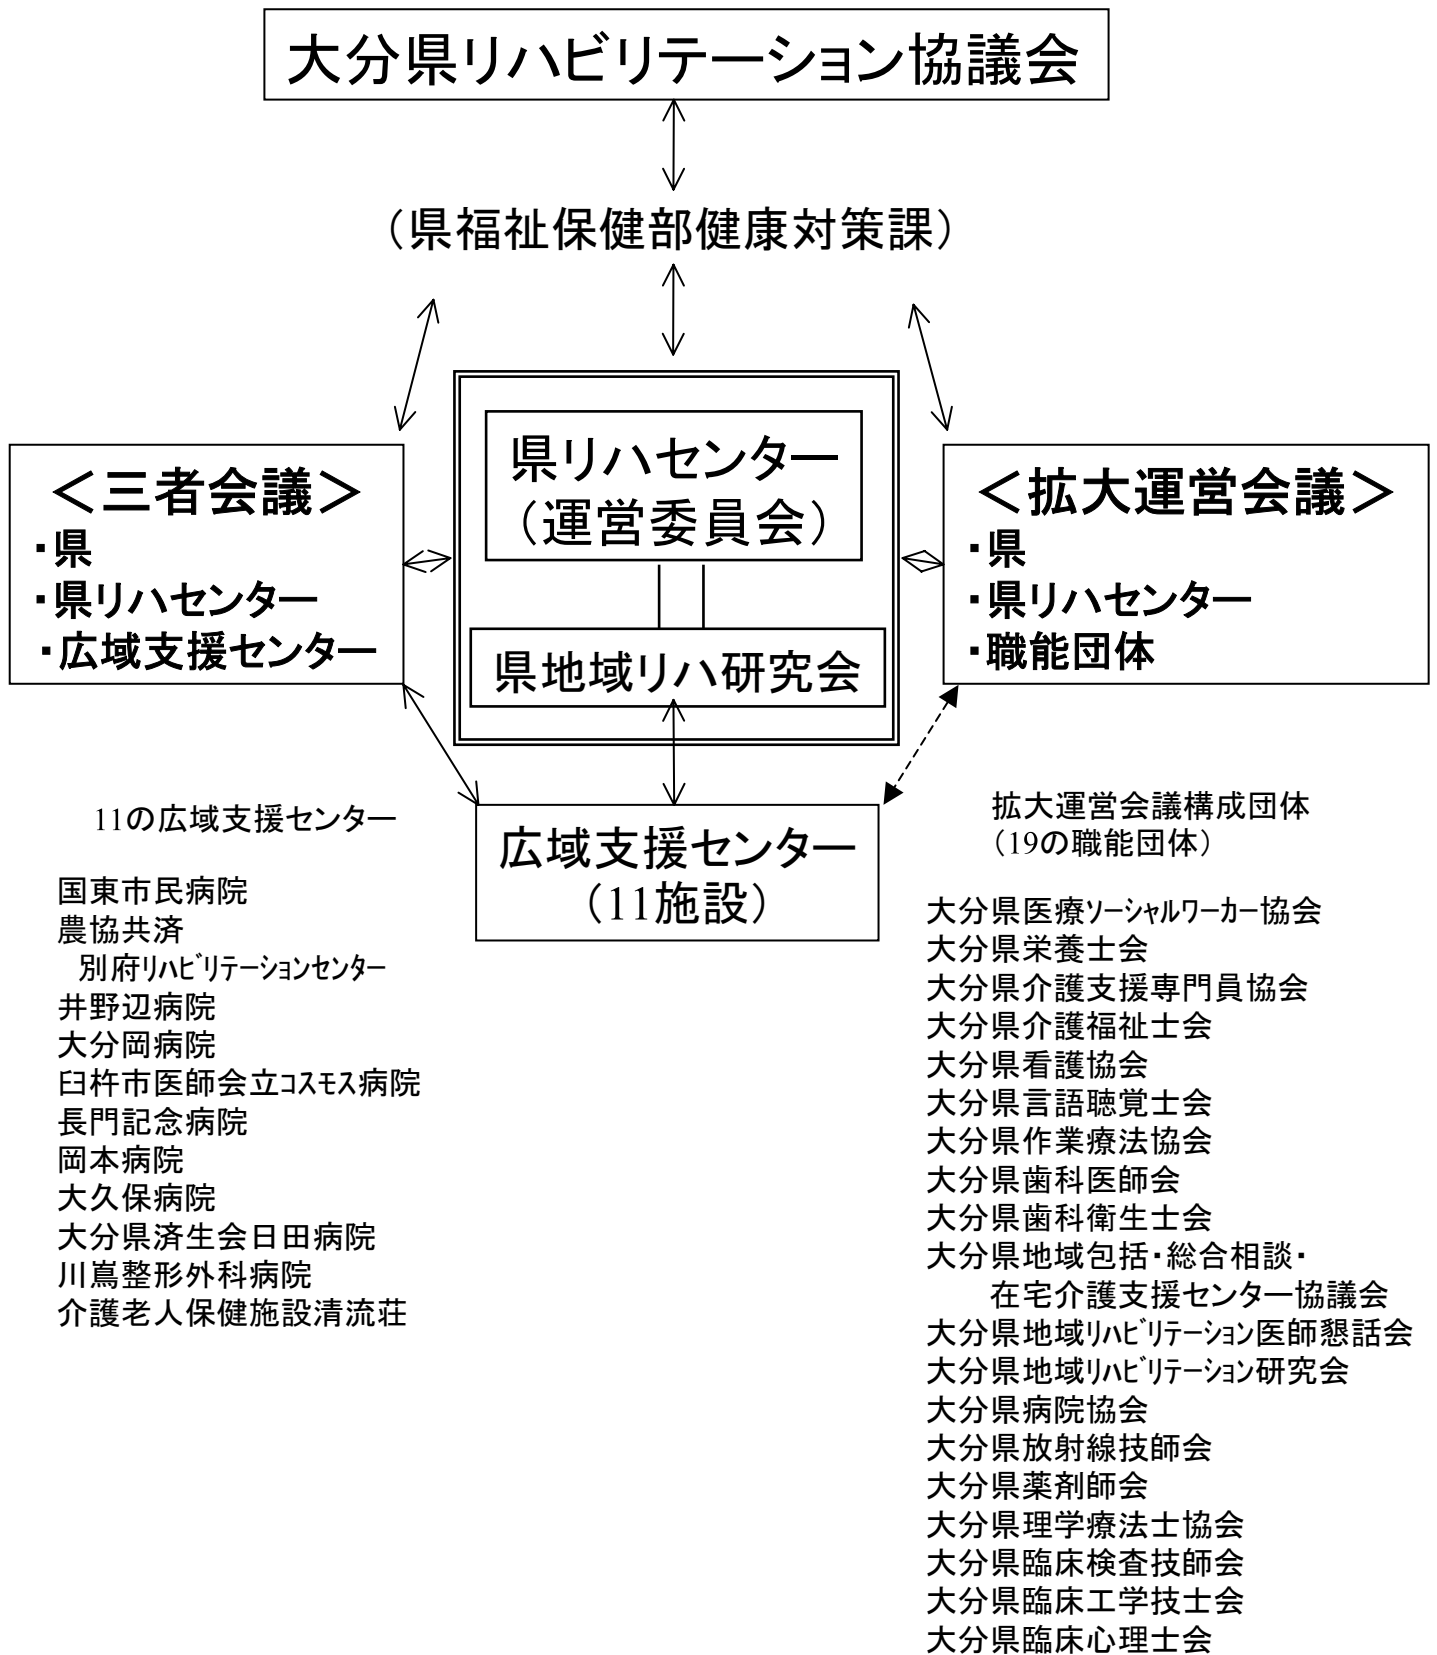 大分県リハビリテーション協議会
（県福祉保健部健康対策課）
＜三者会議＞
・県
・県リハセンター
・広域支援センター
県リハセンター
（運営委員会）
県地域リハ研究会
＜拡大運営会議＞
・県
・県リハセンター
・職能団体
広域支援センター
（11施設）
11の広域支援センター
国東市民病院
農協共済
別府ﾘﾊﾋﾞﾘﾃｰｼｮﾝｾﾝﾀｰ
井野辺病院
大分岡病院
臼杵市医師会立ｺｽﾓｽ病院
長門記念病院
岡本病院
大久保病院
大分県済生会日田病院
川嶌整形外科病院
介護老人保健施設清流荘
拡大運営会議構成団体
（19の職能団体）
大分県医療ｿｰｼｬﾙﾜｰｶｰ協会
大分県栄養士会
大分県介護支援専門員協会
大分県介護福祉士会
大分県看護協会
大分県言語聴覚士会
大分県作業療法協会
大分県歯科医師会
大分県歯科衛生士会
大分県地域包括・総合相談・
在宅介護支援センター協議会
大分県地域ﾘﾊﾋﾞﾘﾃｰｼｮﾝ医師懇話会
大分県地域ﾘﾊﾋﾞﾘﾃｰｼｮﾝ研究会
大分県病院協会
大分県放射線技師会
大分県薬剤師会
大分県理学療法士協会
大分県臨床検査技師会
大分県臨床工学技士会
大分県臨床心理士会